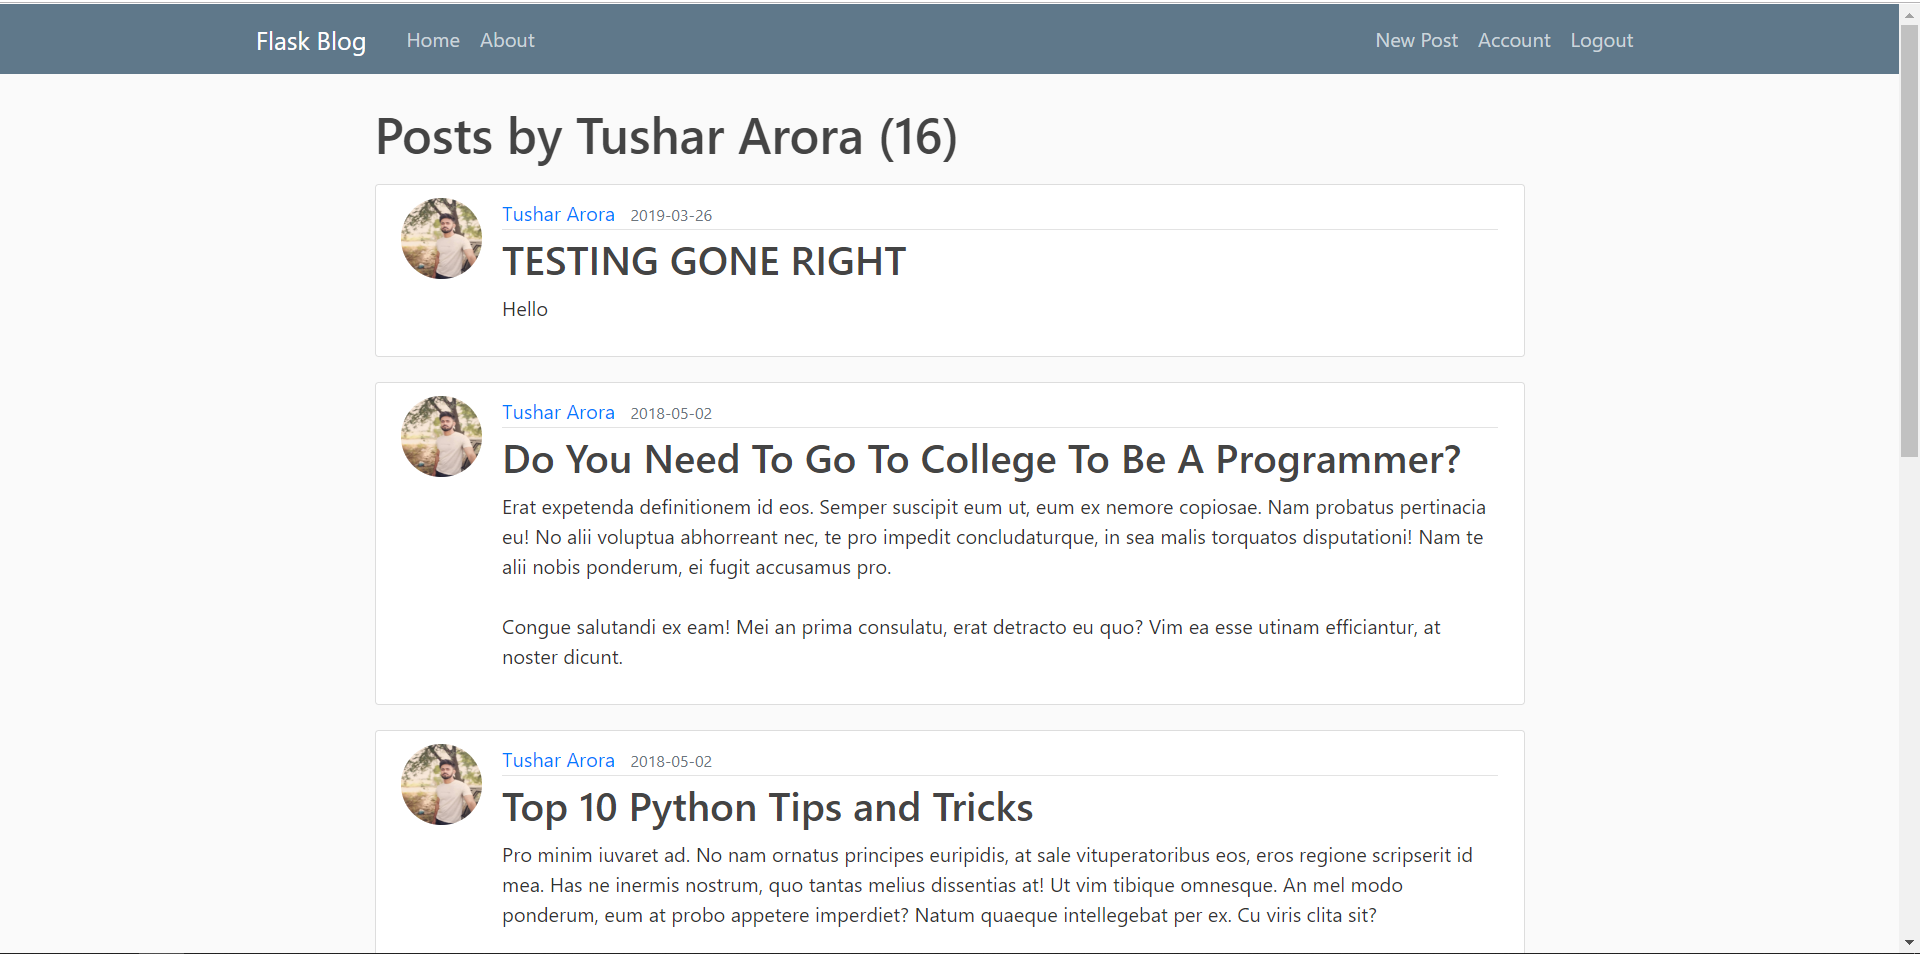 Flask Blog Home About New Post Account Logout
Posts by Tushar Arora (16)
Tushar Arora 2019-03-26
TESTING GONE RIGHT
Hello
Tushar Arora 2018-05-02
Do You Need To Go To College To Be A Programmer?
Erat expetenda definitionem id eos. Semper suscipit eum ut, eum ex nemore copiosae. Nam probatus pertinacia
eu! No alii voluptua abhorreant nec, te pro impedit concludaturque, in sea malis torquatos disputationi! Nam te
alii nobis ponderum, ei fugit accusamus pro.
Congue salutandi ex eam! Mei an prima consulatu, erat detracto eu quo? Vim ea esse utinam efficiantur, at
noster dicunt.
Tushar Arora 2018-05-02
Top 10 Python Tips and Tricks
Pro minim iuvaret ad. No nam ornatus principes euripidis, at sale vituperatoribus eos, eros regione scripserit id
mea. Has ne inermis nostrum, quo tantas melius dissentias at! Ut vim tibique omnesque. An mel modo
ponderum, eum at probo appetere imperdiet? Natum quaeque intellegebat per ex. Cu viris clita sit?